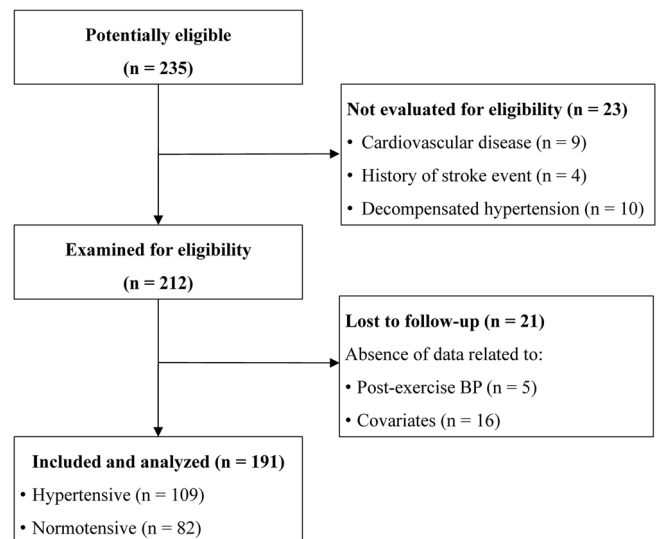 Potentially eligible
(n = 235)
Not evaluated for eligibility (n = 23)
• Cardiovascular disease (n = 9)
• History of stroke event (n = 4)
• Decompensated hypertension (n = 10)
Examined for eligibility
(n = 212)
Lost to follow-up (n = 21)
Absence of data related to:
• Post-exercise BP (n = 5)
• Covariates (n = 16)
Included and analyzed (n = 191)
• Hypertensive (n = 109)
• Normotensive (n = 82)